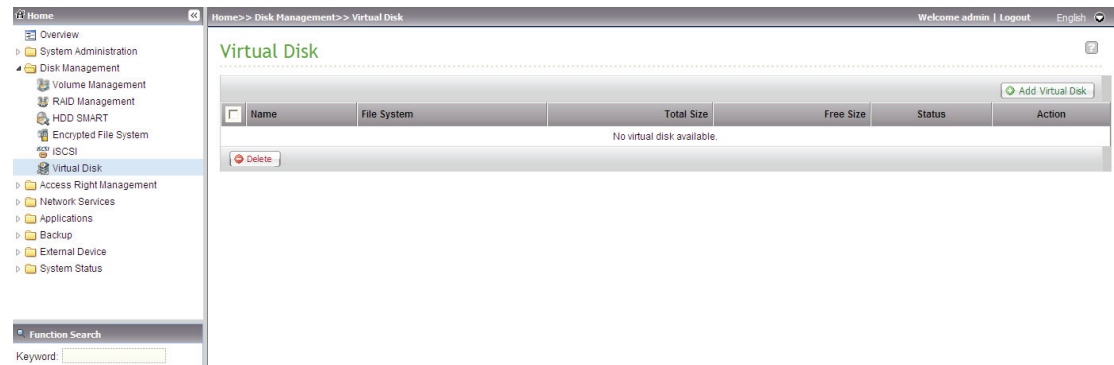 Home
Home>> Disk Management>> Virtual Disk
Welcome admin | Logout
English
Overview
System Administration
Disk Management
Volume Management
RAID Management
HDD SMART
Encrypted File System
iSCSI
iSCSI
Virtual Disk
Access Right Management
Network Services
Applications
Backup
External Device
System Status
Function Search
Keyword:
Virtual Disk
?
Add Virtual Disk
Name File System Total Size Free Size Status Action
No virtual disk available.
Delete